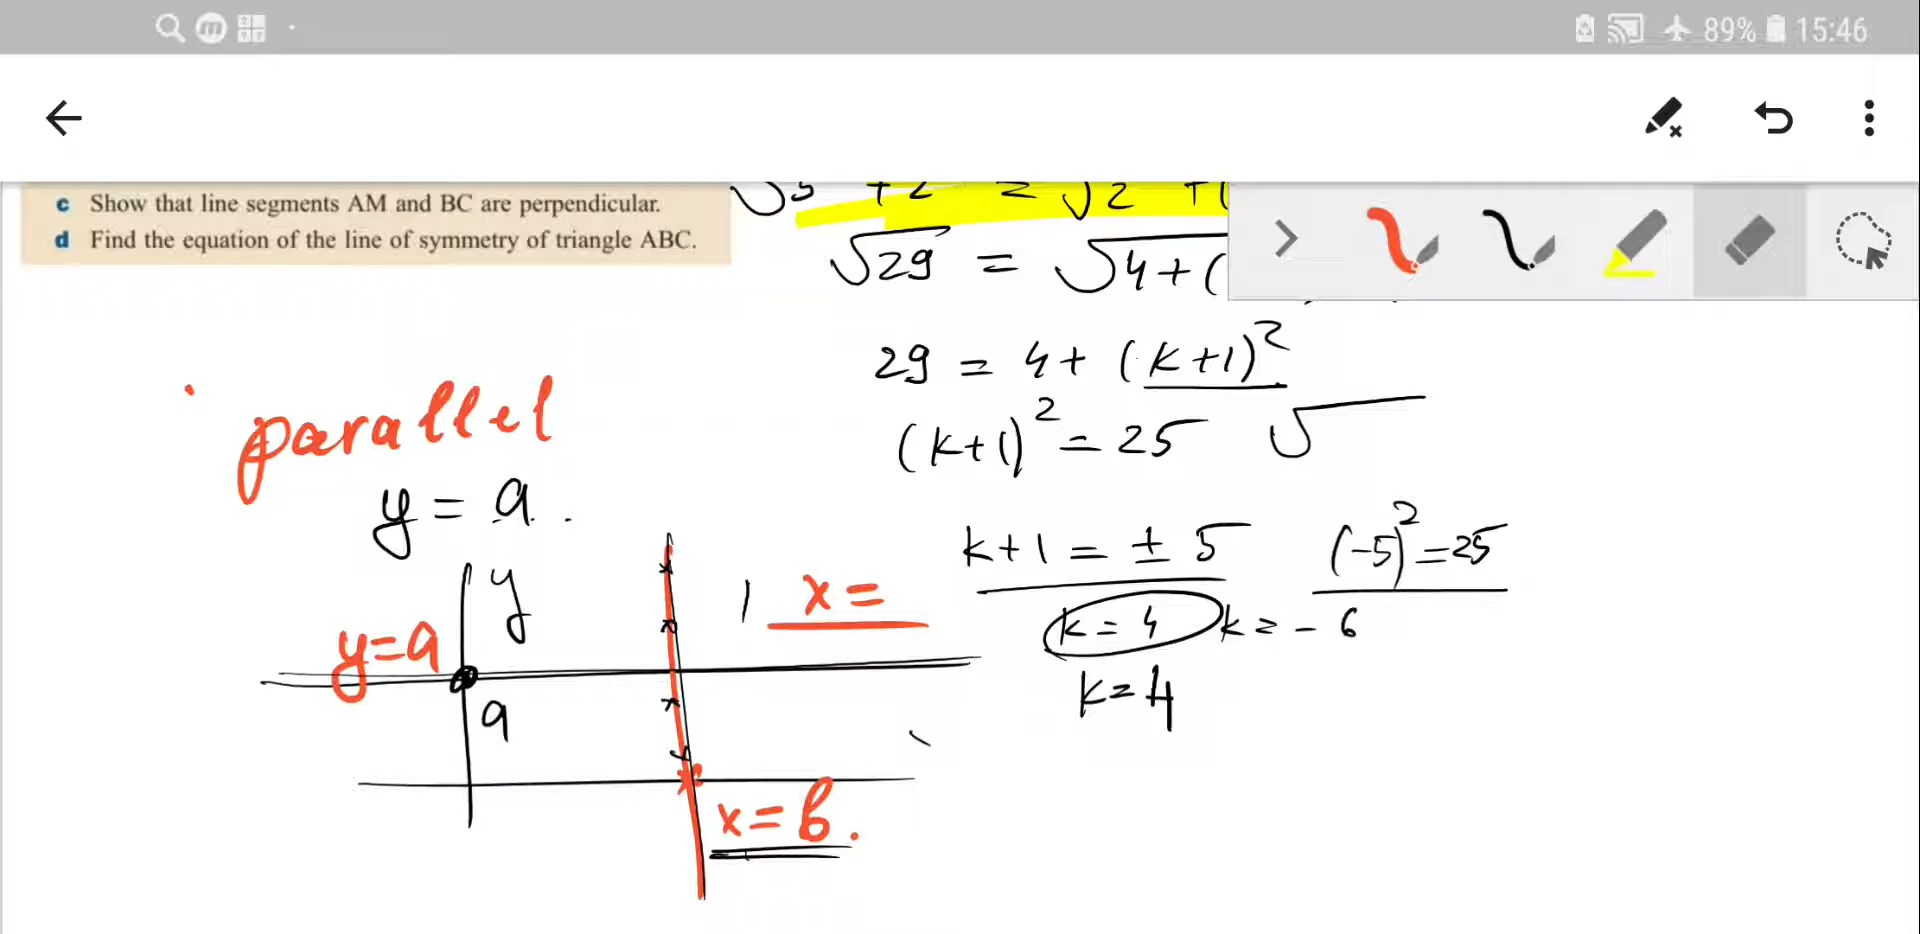 89% 15:46
c Show that line segments AM and BC are perpendicular.
d Find the equation of the line of symmetry of triangle ABC.
√29 = √4+(
29 = 4+ (k+1)²
(k+1)² = 25 √
parallel
y = a.
k+1 = ± 5
(-5)² = 25
k = 4 k = - 6
k = 4
y
x =
y=a
a
x = b.